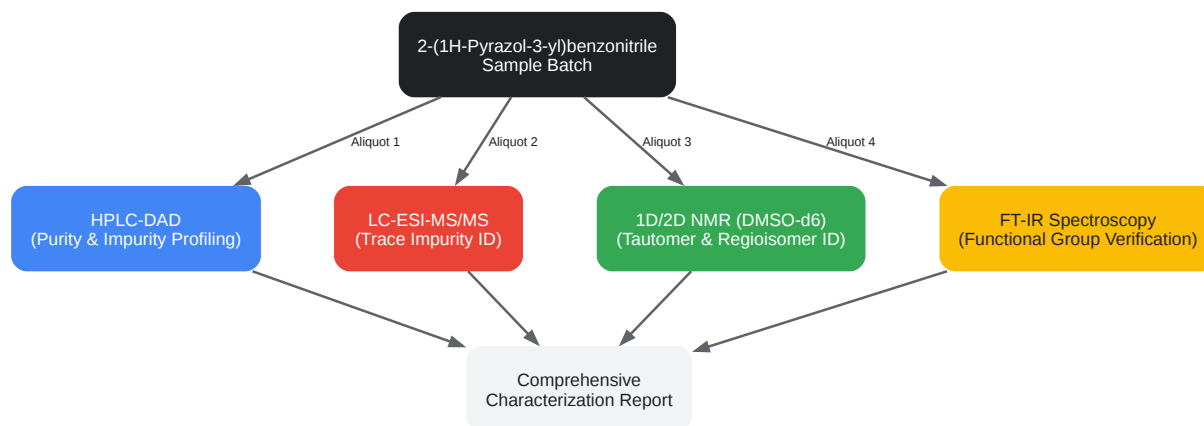 2-(1H-Pyrazol-3-yl)benzonitrile
Sample Batch
Aliquot 1
Aliquot 2
Aliquot 3
Aliquot 4
HPLC-DAD
(Purity & Impurity Profiling)
LC-ESI-MS/MS
(Trace Impurity ID)
1D/2D NMR (DMSO-d6)
(Tautomer & Regioisomer ID)
FT-IR Spectroscopy
(Functional Group Verification)
Comprehensive
Characterization Report